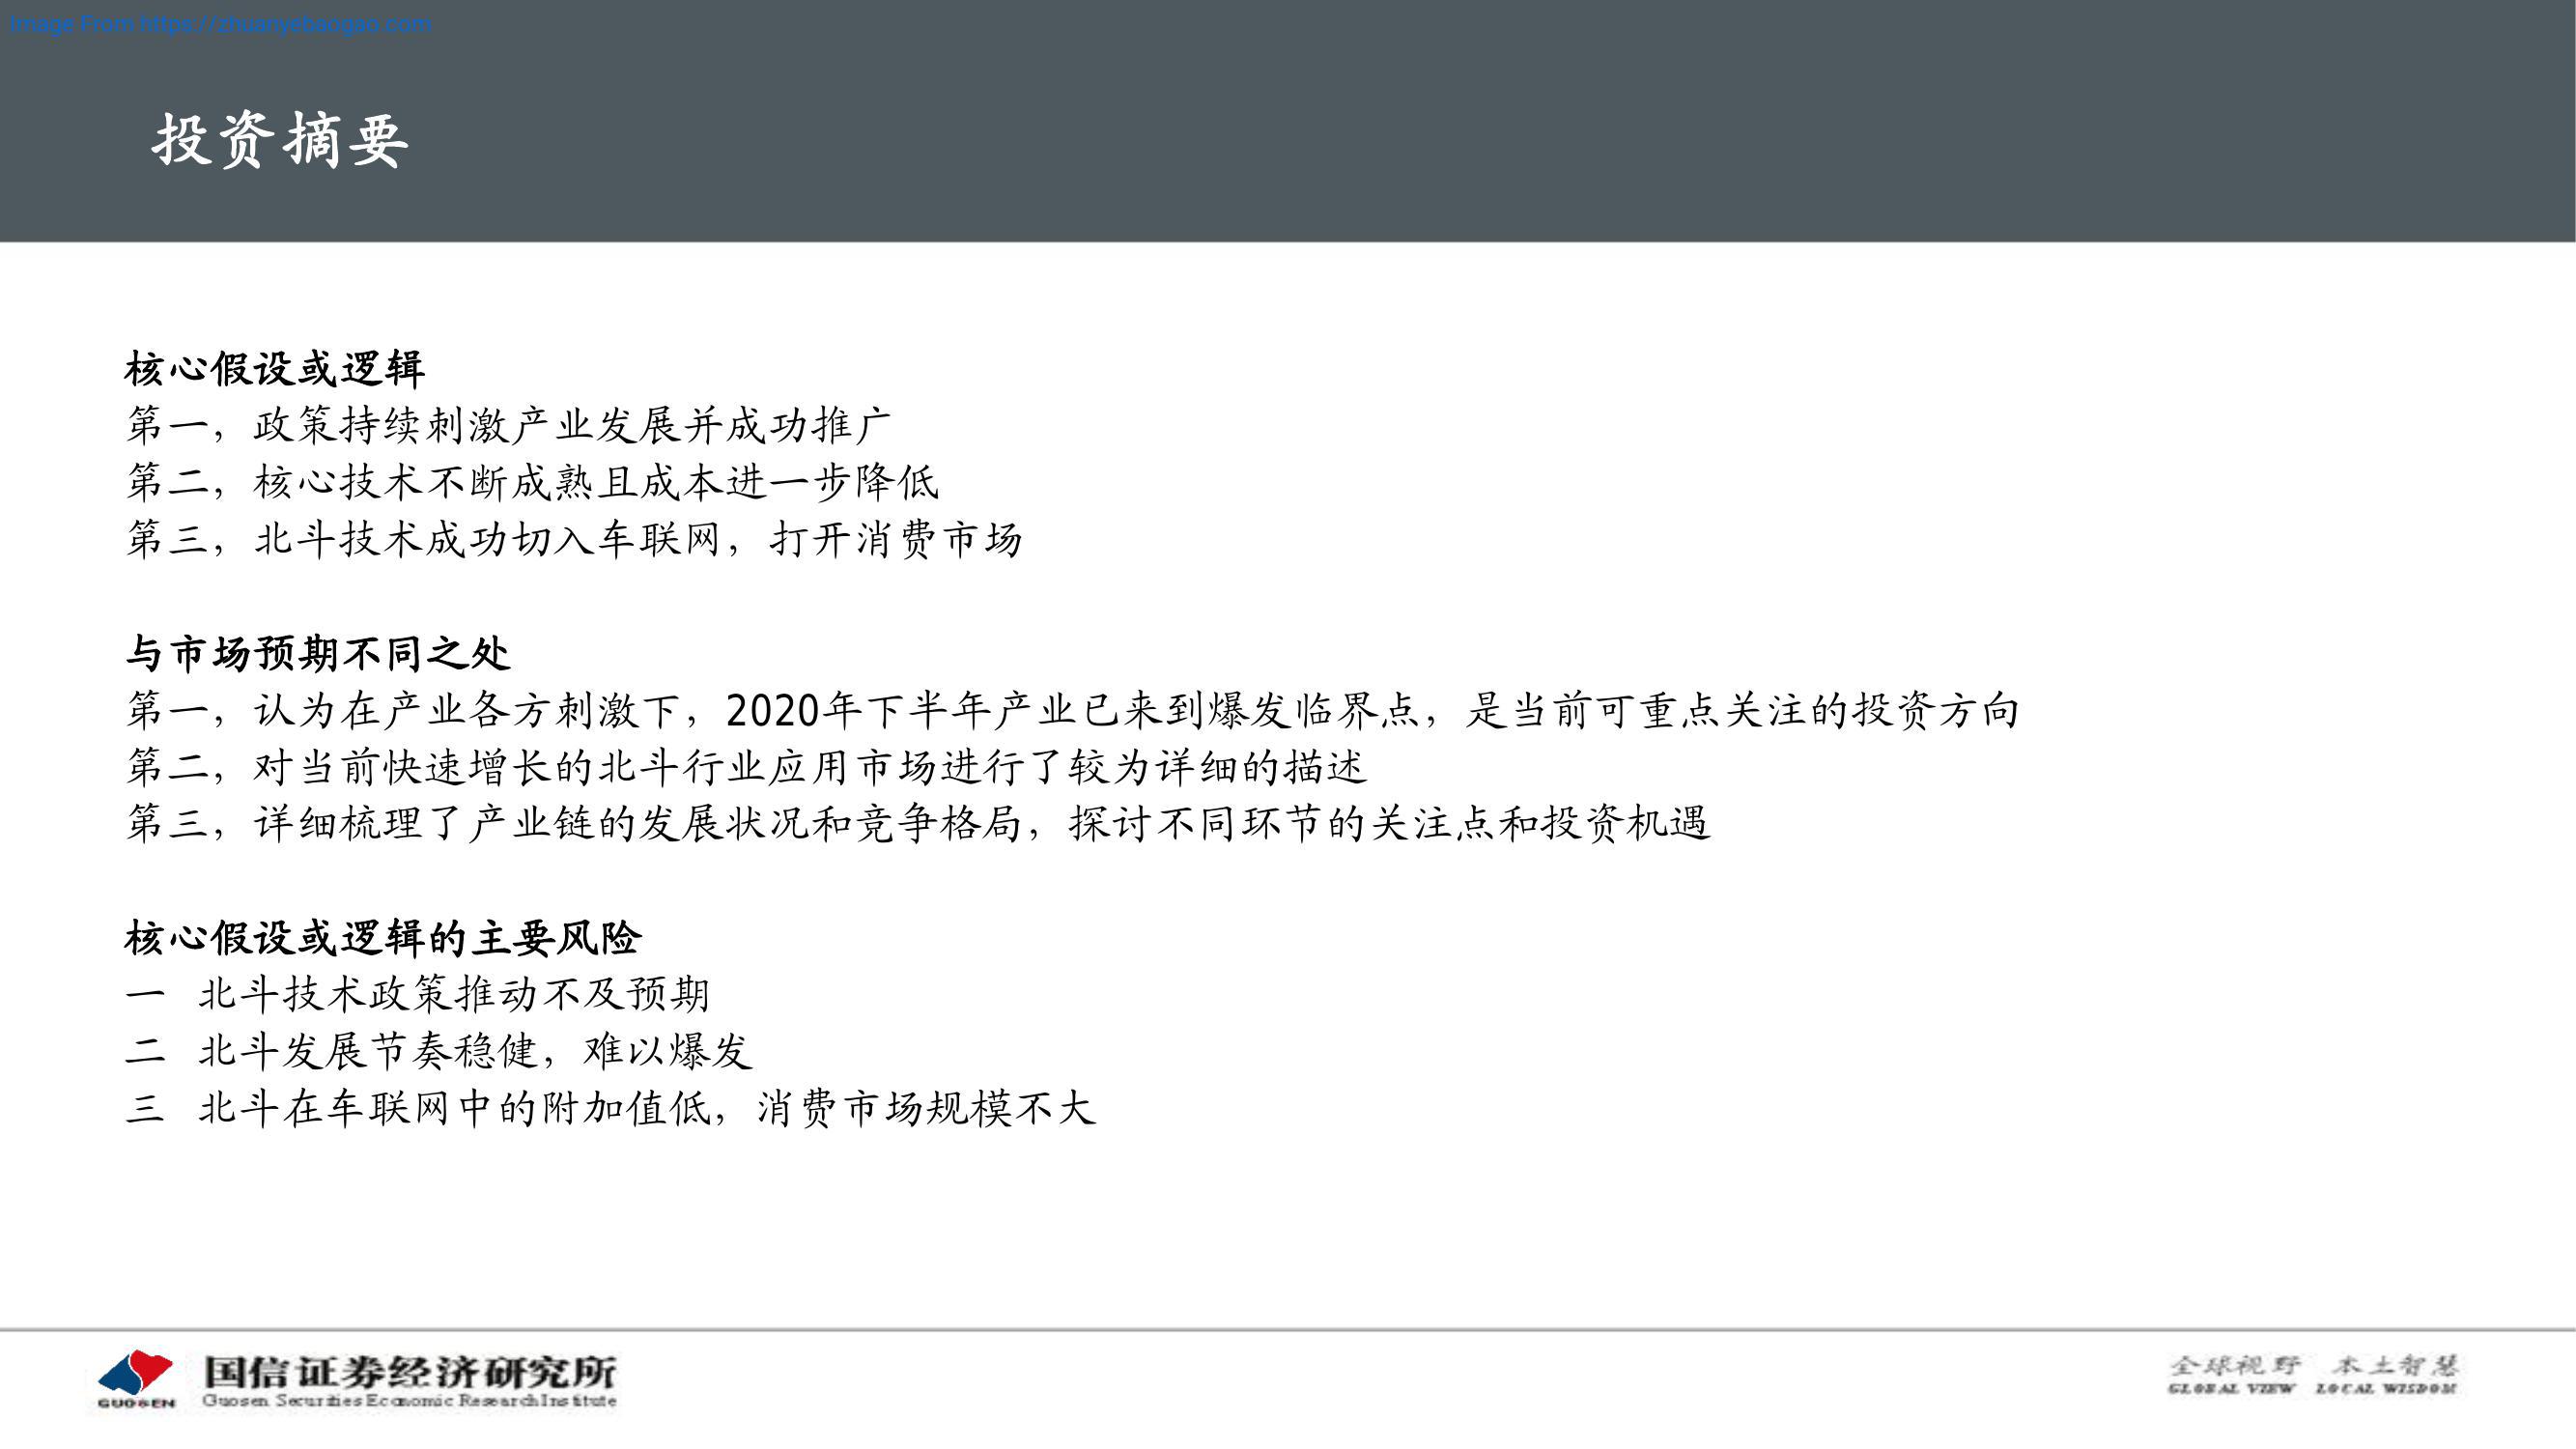 Image From https://zhuanyebaogao.com
投资摘要
核心假设或逻辑
第一，政策持续刺激产业发展并成功推广
第二，核心技术不断成熟且成本进一步降低
第三，北斗技术成功切入车联网，打开消费市场
与市场预期不同之处
第一，认为在产业各方刺激下，2020年下半年产业已来到爆发临界点，是当前可重点关注的投资方向
第二，对当前快速增长的北斗行业应用市场进行了较为详细的描述
第三，详细梳理了产业链的发展状况和竞争格局，探讨不同环节的关注点和投资机遇
核心假设或逻辑的主要风险
一 北斗技术政策推动不及预期
二 北斗发展节奏稳健，难以爆发
三 北斗在车联网中的附加值低，消费市场规模不大
GUOSEN
国信证券经济研究所
Guosen Securities Economic Research Institute
全球视野 本土智慧
GLOBAL VIEW LOCAL WISDOM